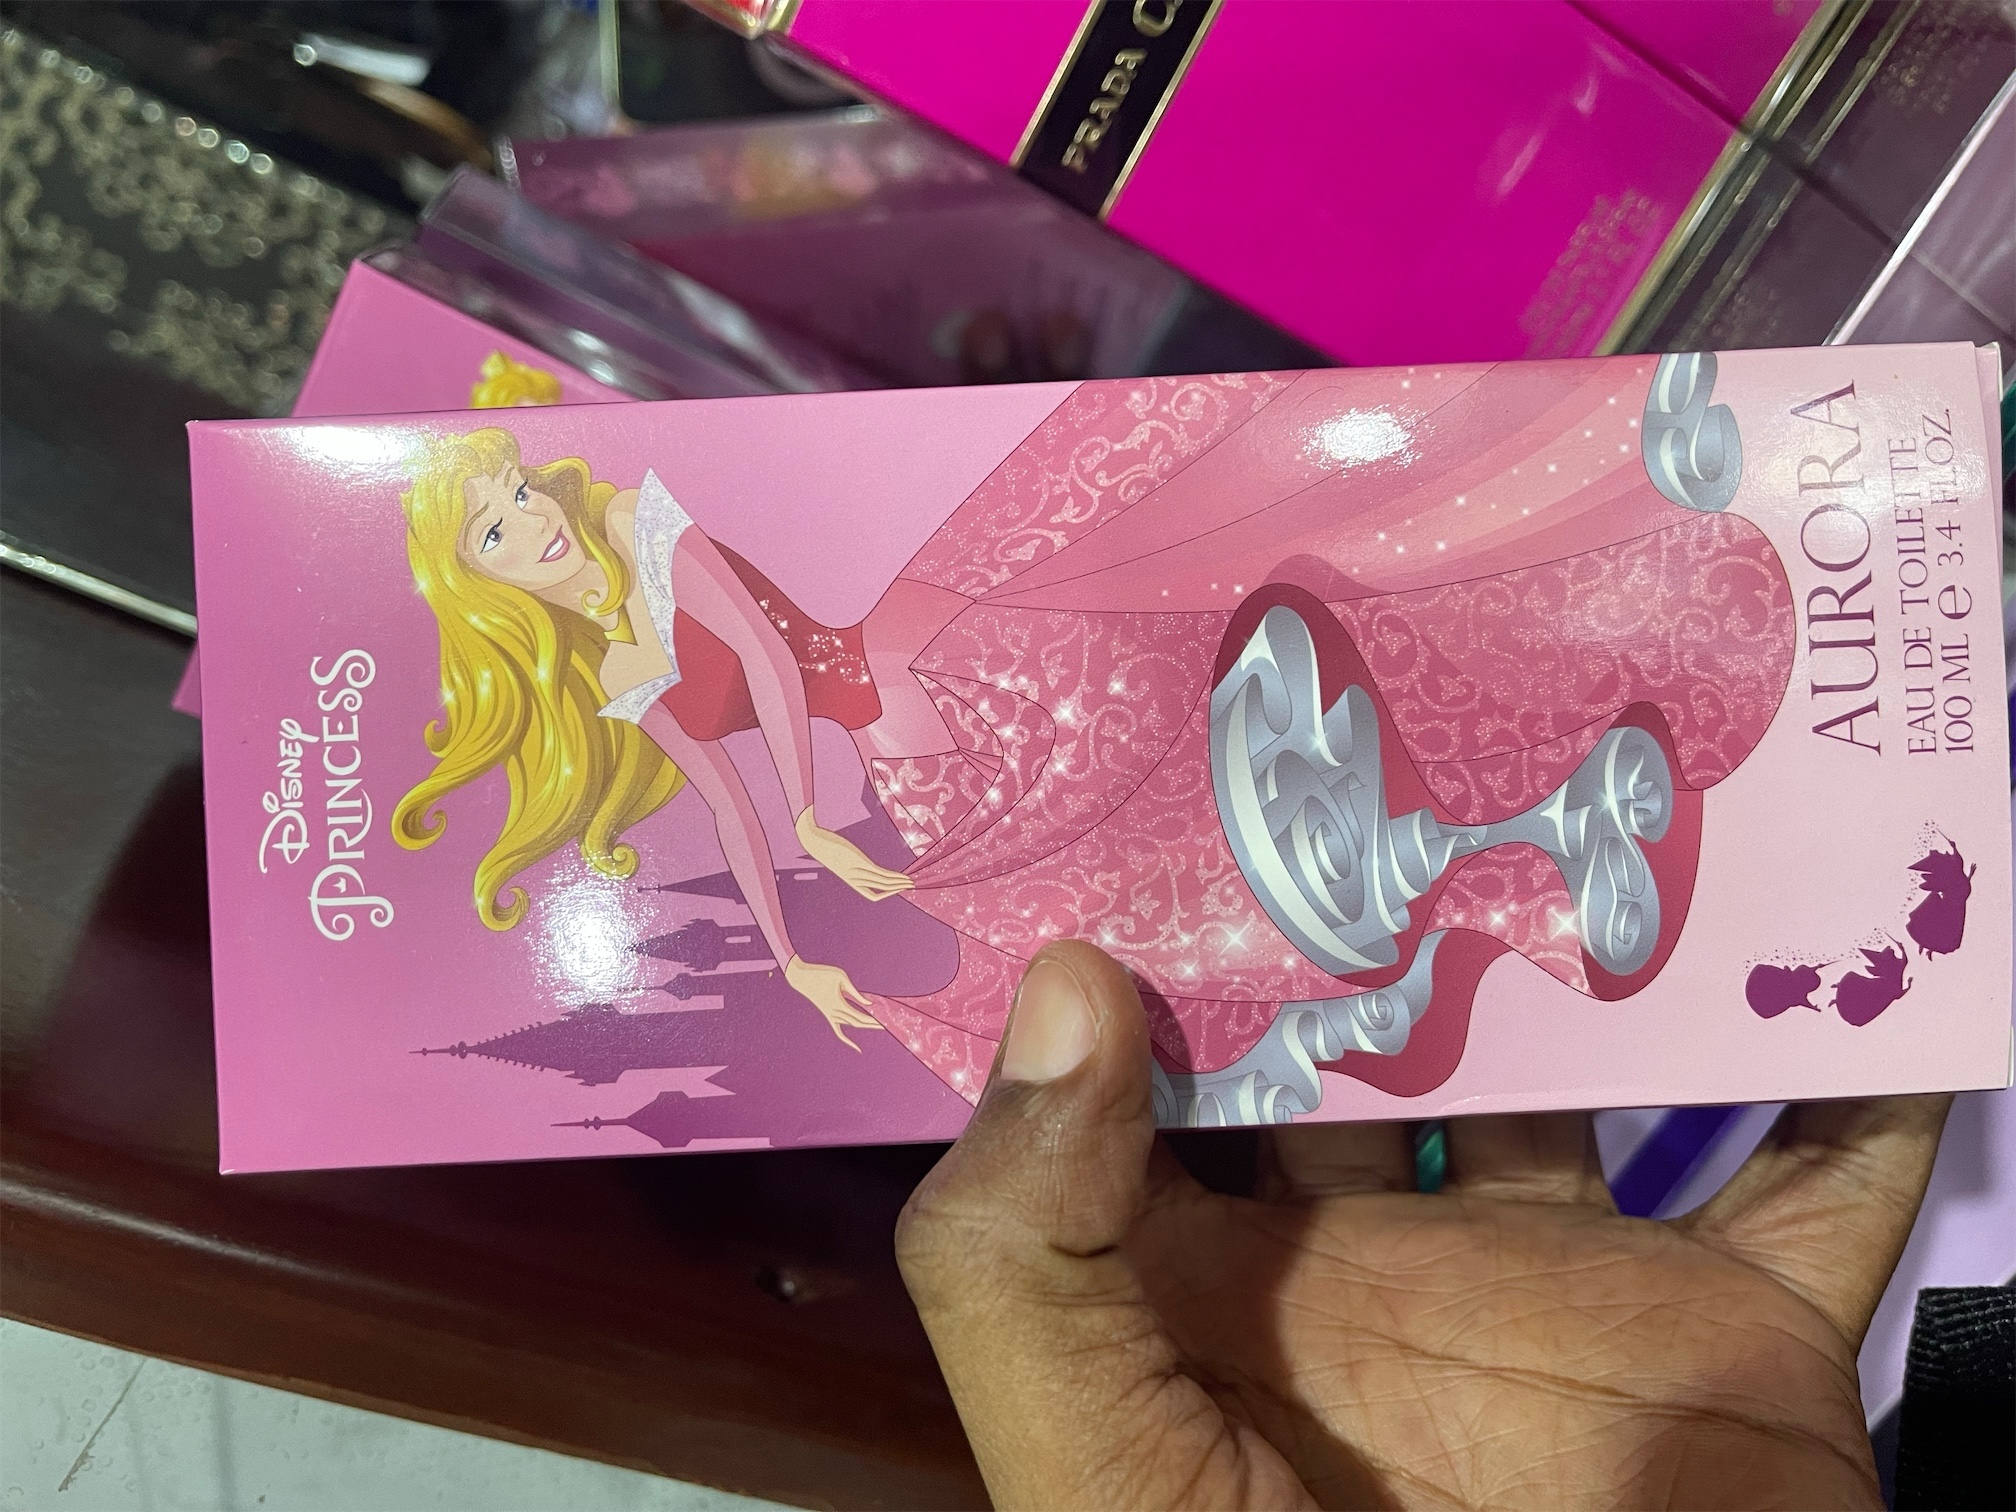 Disney
PRINCESS
AURORA
EAU DE TOILETTE
100 ML e 3.4 FL.OZ.
PRADA